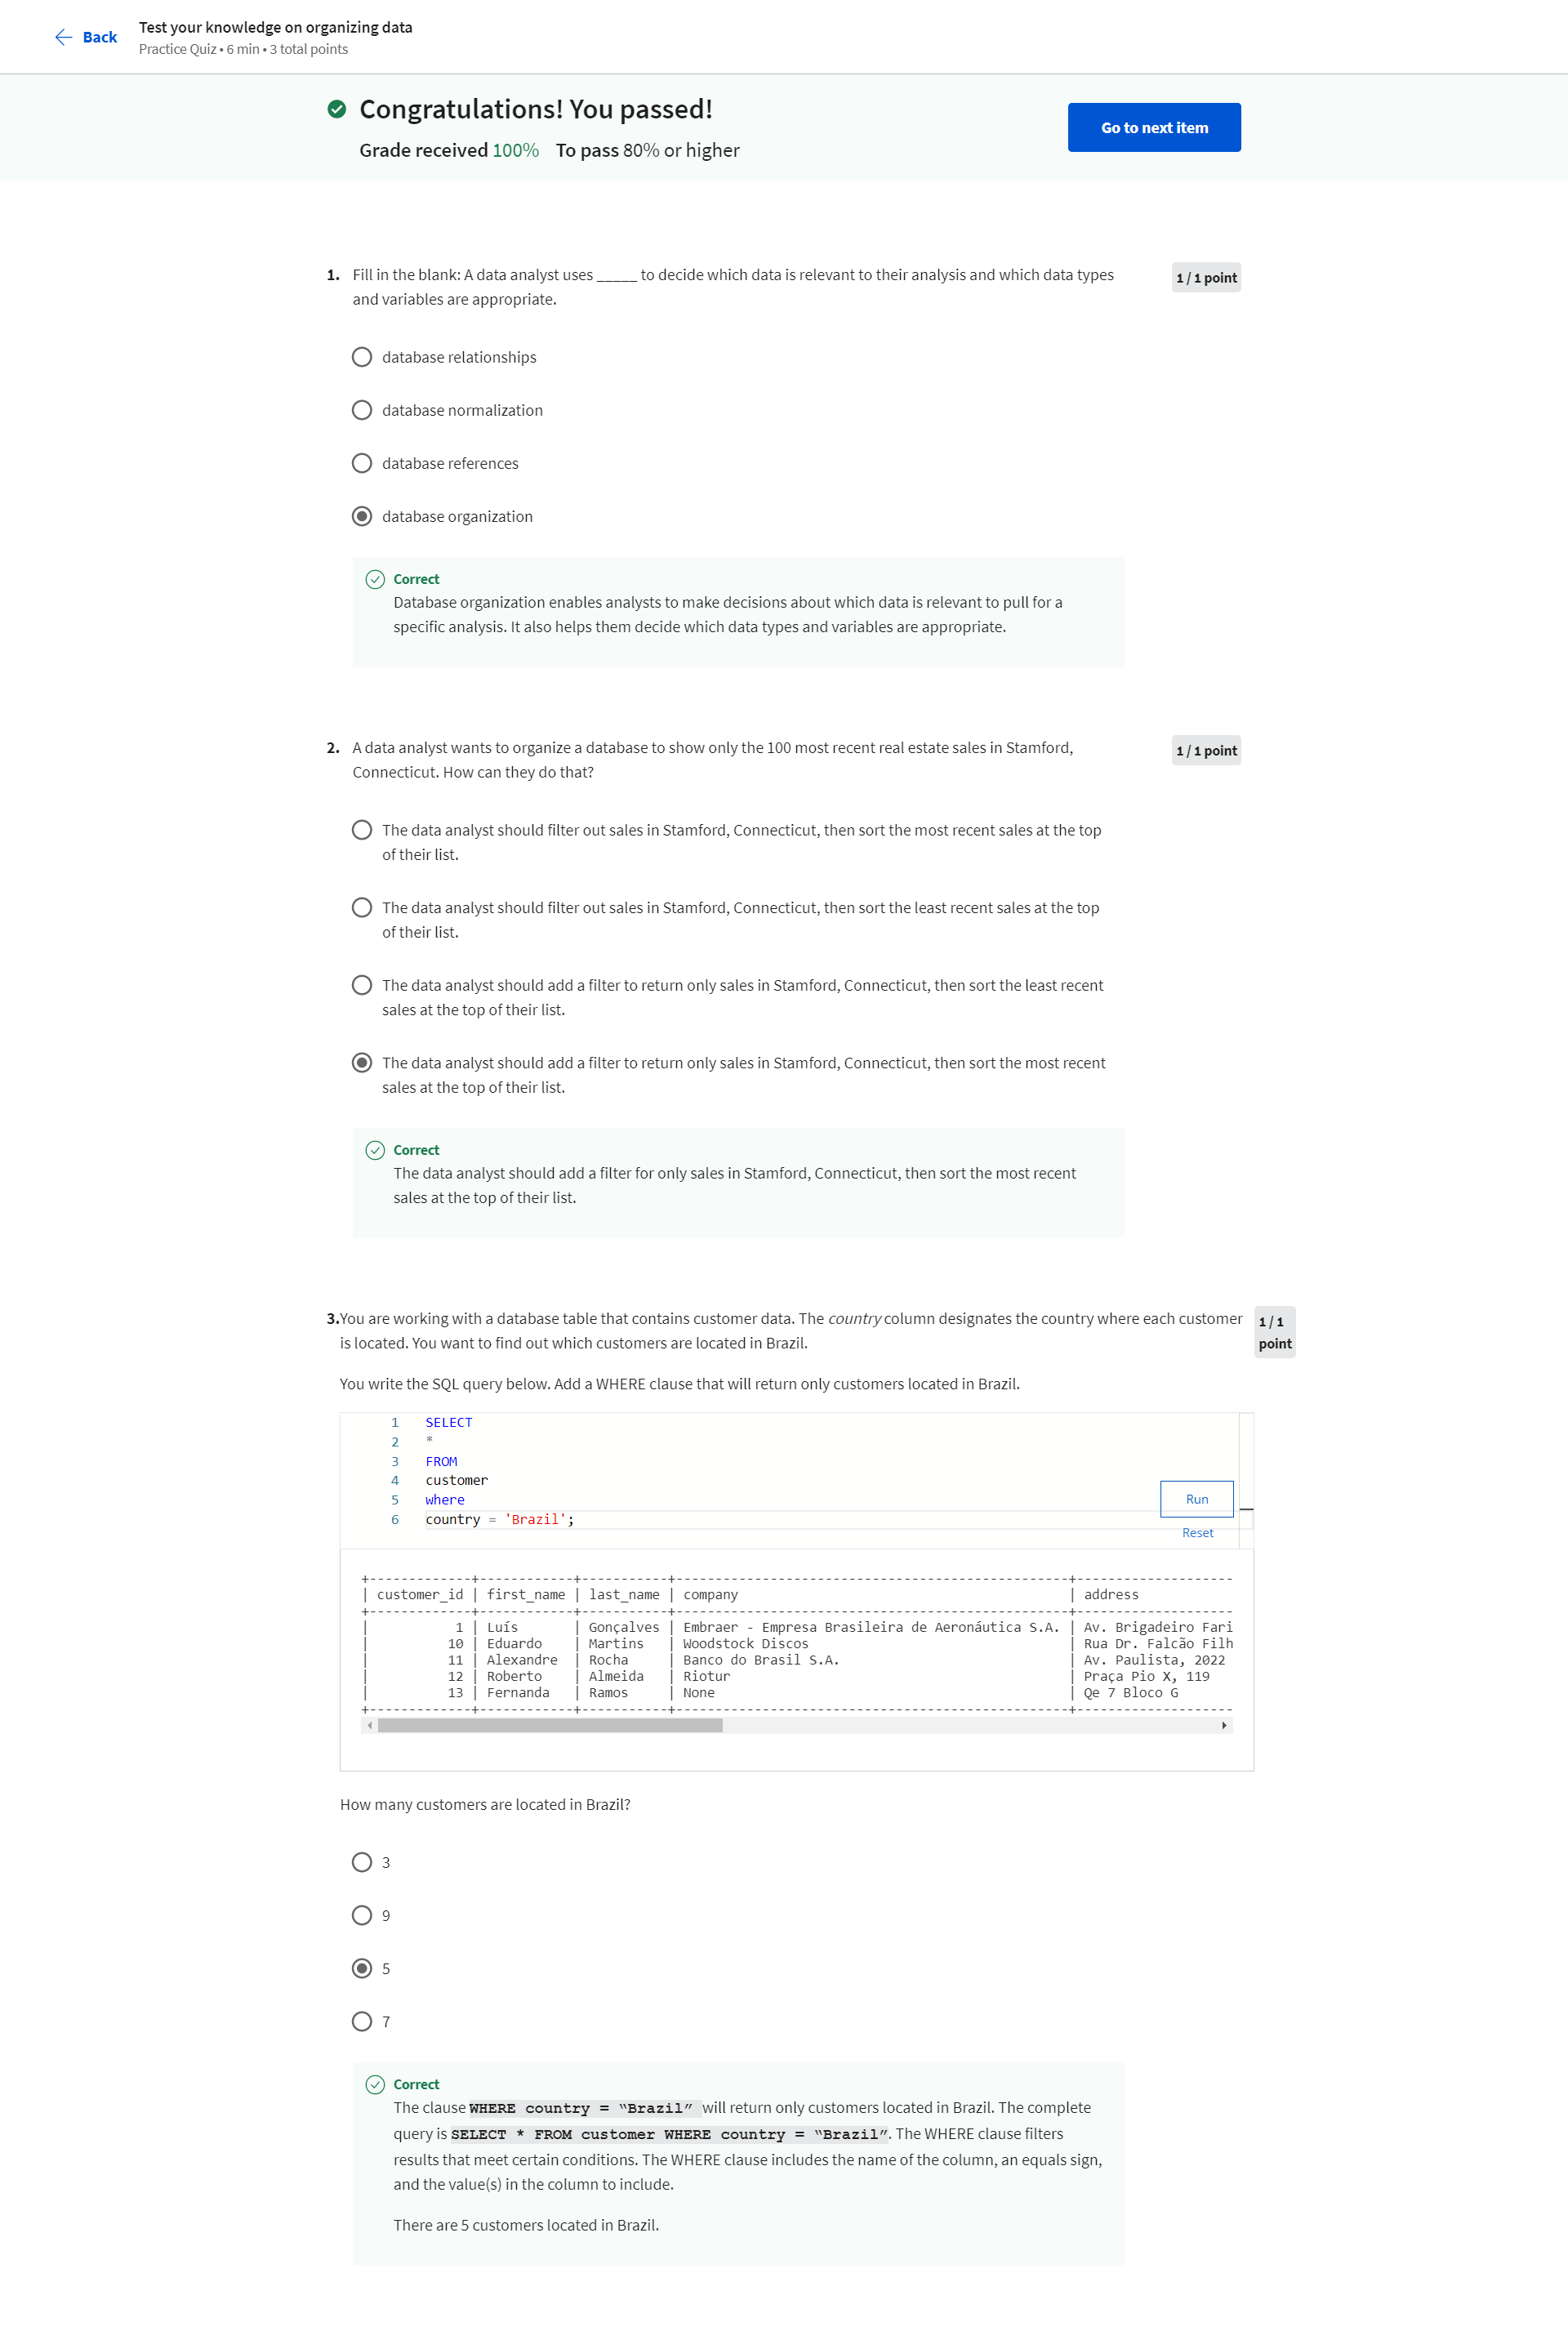 Back
Test your knowledge on organizing data
Practice Quiz • 6 min • 3 total points
Congratulations! You passed!
Grade received 100% To pass 80% or higher
Go to next item
1. Fill in the blank: A data analyst uses _____ to decide which data is relevant to their analysis and which data types
and variables are appropriate.
1 / 1 point
database relationships
database normalization
database references
database organization
Correct
Database organization enables analysts to make decisions about which data is relevant to pull for a
specific analysis. It also helps them decide which data types and variables are appropriate.
2. A data analyst wants to organize a database to show only the 100 most recent real estate sales in Stamford,
Connecticut. How can they do that?
1 / 1 point
The data analyst should filter out sales in Stamford, Connecticut, then sort the most recent sales at the top
of their list.
The data analyst should filter out sales in Stamford, Connecticut, then sort the least recent sales at the top
of their list.
The data analyst should add a filter to return only sales in Stamford, Connecticut, then sort the least recent
sales at the top of their list.
The data analyst should add a filter to return only sales in Stamford, Connecticut, then sort the most recent
sales at the top of their list.
Correct
The data analyst should add a filter for only sales in Stamford, Connecticut, then sort the most recent
sales at the top of their list.
3. You are working with a database table that contains customer data. The country column designates the country where each customer
is located. You want to find out which customers are located in Brazil.
1 / 1
point
You write the SQL query below. Add a WHERE clause that will return only customers located in Brazil.
1 SELECT
2 *
3 FROM
4 customer
5 where
6 country = 'Brazil';
Run
Reset
+-------------+------------+-----------+--------------------------------------------------+--------------------
| customer_id | first_name | last_name | company                                          | address
+-------------+------------+-----------+--------------------------------------------------+--------------------
|           1 | Luís       | Gonçalves | Embraer - Empresa Brasileira de Aeronáutica S.A. | Av. Brigadeiro Fari
|          10 | Eduardo    | Martins   | Woodstock Discos                                 | Rua Dr. Falcão Filh
|          11 | Alexandre  | Rocha     | Banco do Brasil S.A.                             | Av. Paulista, 2022
|          12 | Roberto    | Almeida   | Riotur                                           | Praça Pio X, 119
|          13 | Fernanda   | Ramos     | None                                             | Qe 7 Bloco G
+-------------+------------+-----------+--------------------------------------------------+--------------------
How many customers are located in Brazil?
3
9
5
7
Correct
The clause WHERE country = “Brazil” will return only customers located in Brazil. The complete
query is SELECT * FROM customer WHERE country = “Brazil”. The WHERE clause filters
results that meet certain conditions. The WHERE clause includes the name of the column, an equals sign,
and the value(s) in the column to include.
There are 5 customers located in Brazil.